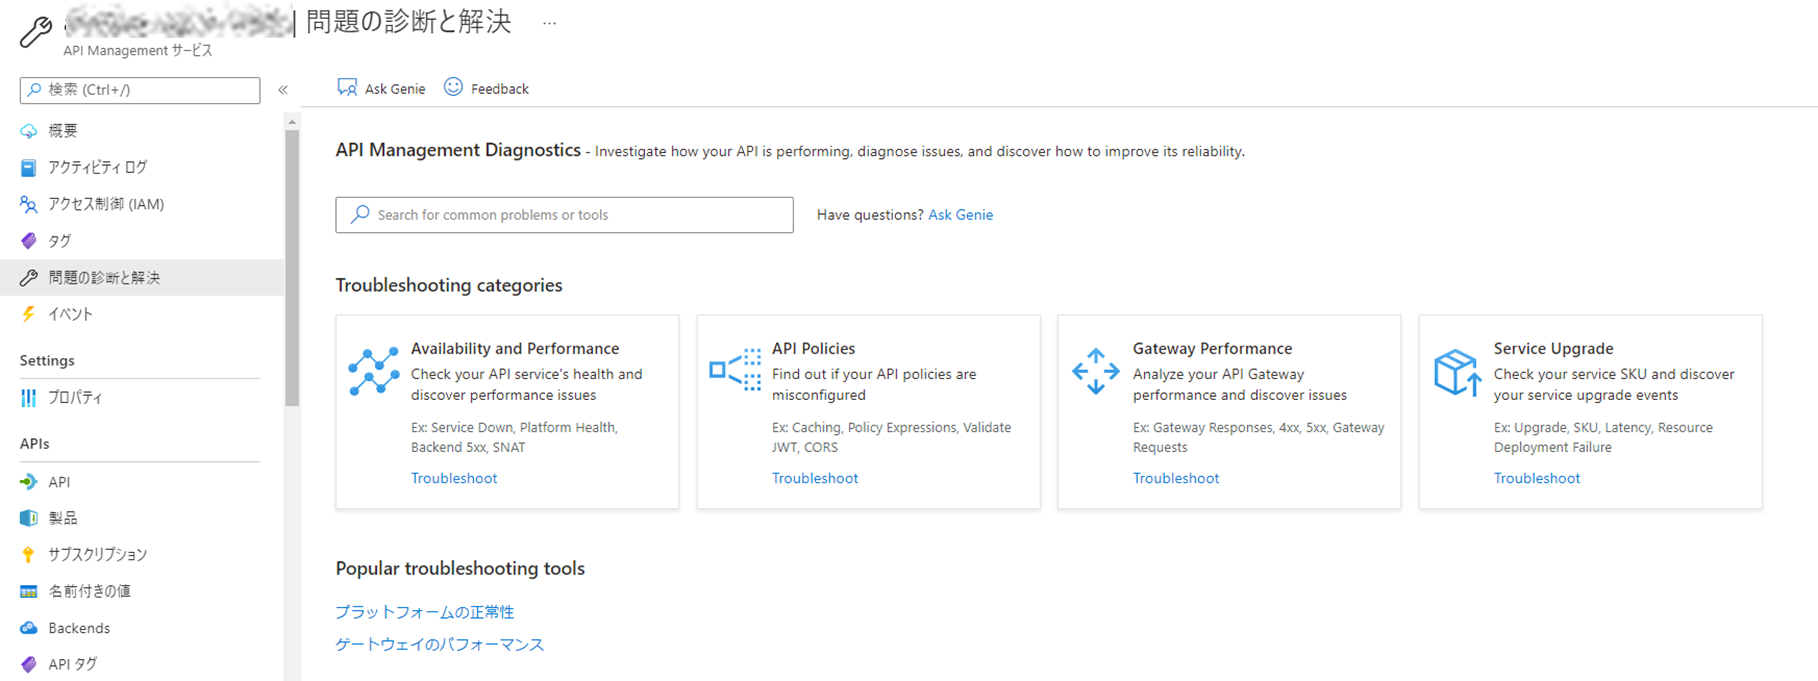 | 問題の診断と解決 ...
API Management サービス
検索 (Ctrl+/)
«
概要
アクティビティ ログ
アクセス制御 (IAM)
タグ
問題の診断と解決
イベント
Settings
プロパティ
APIs
API
製品
サブスクリプション
名前付きの値
Backends
API タグ
Ask Genie
Feedback
API Management Diagnostics - Investigate how your API is performing, diagnose issues, and discover how to improve its reliability.
Search for common problems or tools
Have questions? Ask Genie
Troubleshooting categories
Availability and Performance
Check your API service's health and
discover performance issues
Ex: Service Down, Platform Health,
Backend 5xx, SNAT
Troubleshoot
API Policies
Find out if your API policies are
misconfigured
Ex: Caching, Policy Expressions, Validate
JWT, CORS
Troubleshoot
Gateway Performance
Analyze your API Gateway
performance and discover issues
Ex: Gateway Responses, 4xx, 5xx, Gateway
Requests
Troubleshoot
Service Upgrade
Check your service SKU and discover
your service upgrade events
Ex: Upgrade, SKU, Latency, Resource
Deployment Failure
Troubleshoot
Popular troubleshooting tools
プラットフォームの正常性
ゲートウェイのパフォーマンス